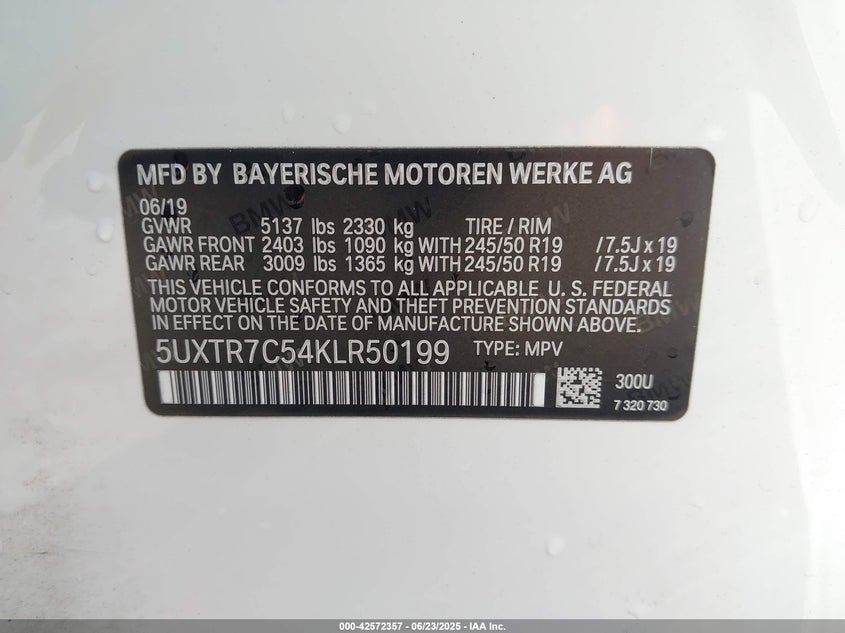 MFD BY BAYERISCHE MOTOREN WERKE AG
06/19
GVWR 5137 lbs 2330 kg TIRE / RIM
GAWR FRONT 2403 lbs 1090 kg WITH 245/50 R19 /7.5J x 19
GAWR REAR 3009 lbs 1365 kg WITH 245/50 R19 /7.5J x 19
THIS VEHICLE CONFORMS TO ALL APPLICABLE U. S. FEDERAL
MOTOR VEHICLE SAFETY AND THEFT PREVENTION STANDARDS
IN EFFECT ON THE DATE OF MANUFACTURE SHOWN ABOVE.
5UXTR7C54KLR50199 TYPE: MPV
300U
7 320 730
000-42572357 - 06/23/2025 - IAA Inc.